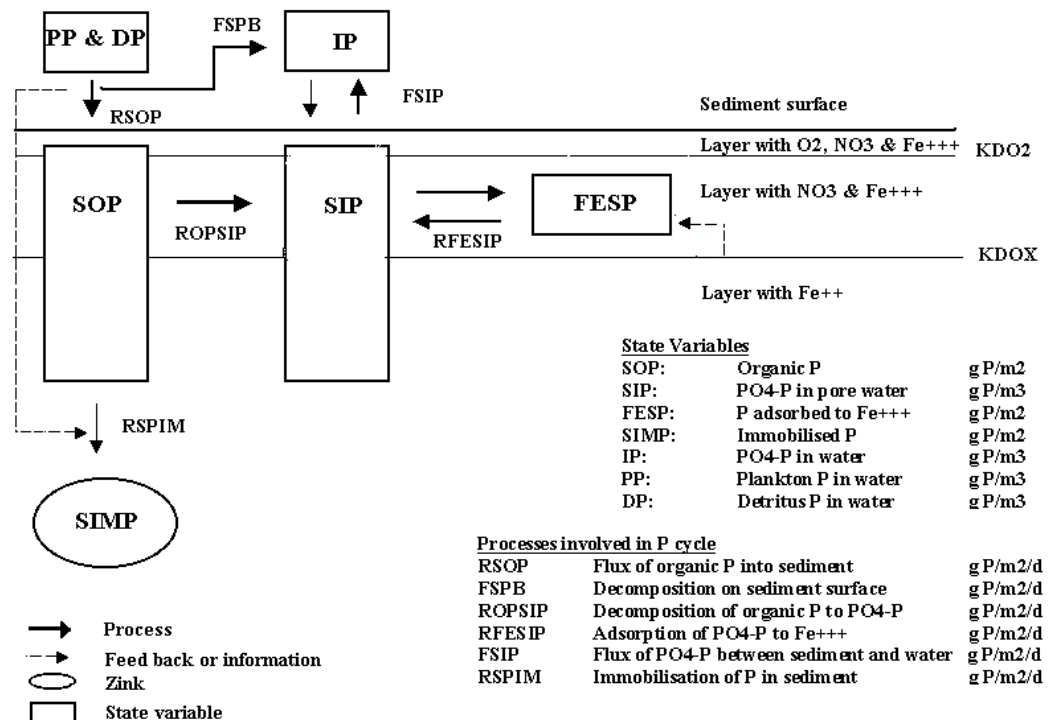 FSPB
PP & DP
IP
FSIP
RSOP
Sediment surface
Layer with O2, NO3 & Fe+++
KDO2
Layer with NO3 & Fe+++
SOP
SIP
FESP
ROPSIP
RFESIP
KDOX
Layer with Fe++
RSPIM
SIMP
State Variables
SOP: Organic P g P/m2
SIP: PO4-P in pore water g P/m3
FESP: P adsorbed to Fe+++ g P/m2
SIMP: Immobilised P g P/m2
IP: PO4-P in water g P/m3
PP: Plankton P in water g P/m3
DP: Detritus P in water g P/m3
Processes involved in P cycle
RSOP Flux of organic P into sediment g P/m2/d
FSPB Decomposition on sediment surface g P/m2/d
ROPSIP Decomposition of organic P to PO4-P g P/m2/d
RFESIP Adsorption of PO4-P to Fe+++ g P/m2/d
FSIP Flux of PO4-P between sediment and water g P/m2/d
RSPIM Immobilisation of P in sediment g P/m2/d
Process
Feed back or information
Zink
State variable